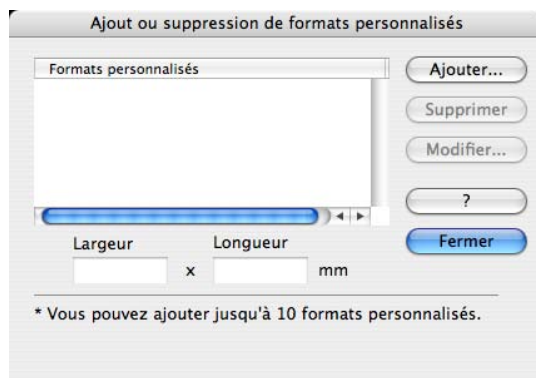 Ajout ou suppression de formats personnalisés
Formats personnalisés
Ajouter...
Supprimer
Modifier...
?
Fermer
Largeur Longueur
x mm
* Vous pouvez ajouter jusqu'à 10 formats personnalisés.